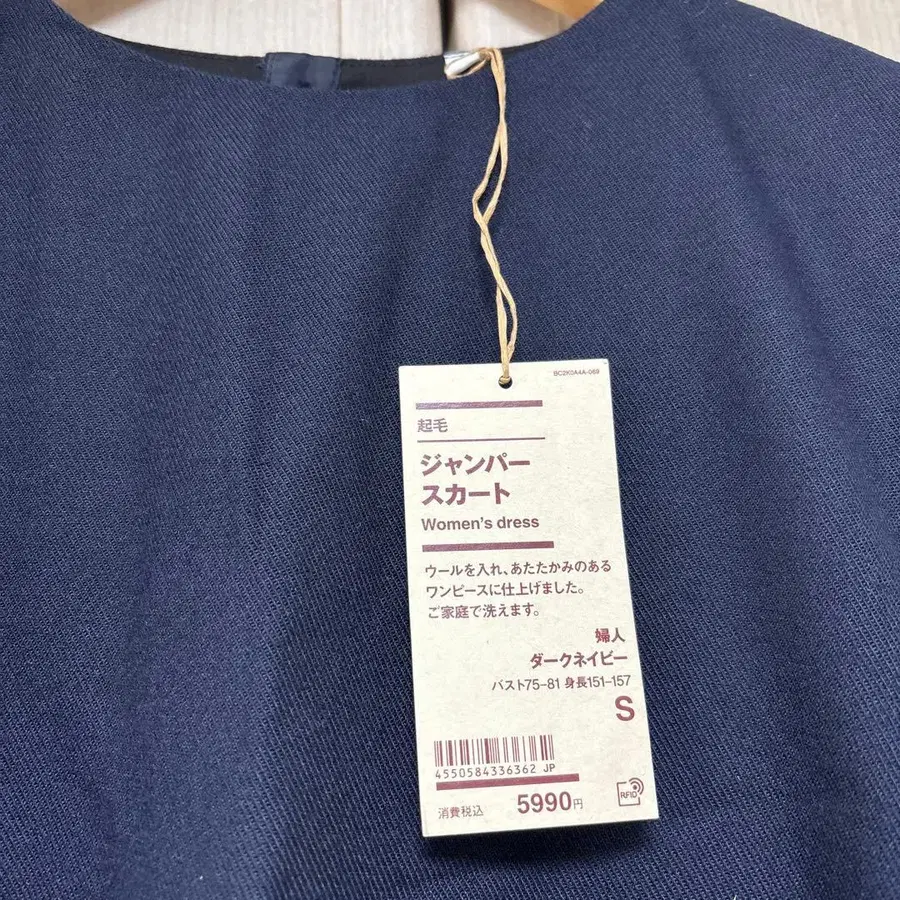 BC2K0A4A-069
起毛
ジャンパー
スカート
Women's dress
ウールを入れ、あたたかみのある
ワンピースに仕上げました。
ご家庭で洗えます。
婦人
ダークネイビー
バスト75-81 身長151-157
S
4550584336362 JP
消費税込 5990円
RFID